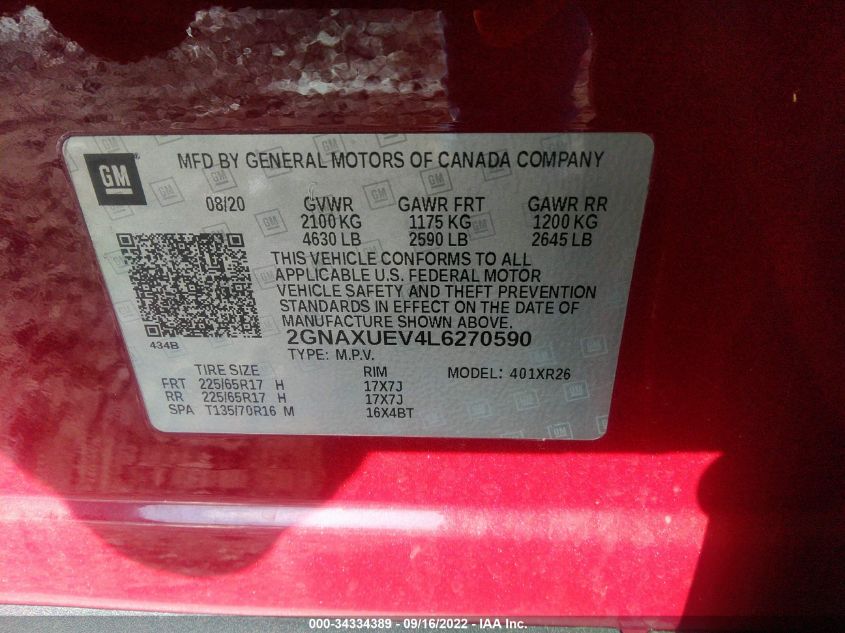 GM
MFD BY GENERAL MOTORS OF CANADA COMPANY
08/20 GVWR GAWR FRT GAWR RR
2100 KG 1175 KG 1200 KG
4630 LB 2590 LB 2645 LB
THIS VEHICLE CONFORMS TO ALL
APPLICABLE U.S. FEDERAL MOTOR
VEHICLE SAFETY AND THEFT PREVENTION
STANDARDS IN EFFECT ON THE DATE OF
MANUFACTURE SHOWN ABOVE.
434B
2GNAXUEV4L6270590
TYPE: M.P.V.
TIRE SIZE RIM MODEL: 401XR26
FRT 225/65R17 H 17X7J
RR 225/65R17 H 17X7J
SPA T135/70R16 M 16X4BT
000-34334389 - 09/16/2022 - IAA Inc.